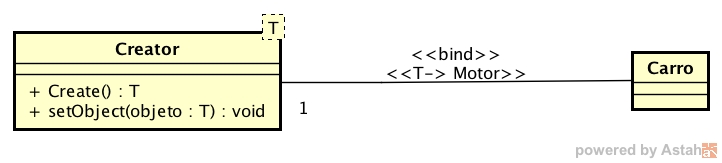 T
Creator
+ Create() : T
+ setObject(objeto : T) : void
<<bind>>
<<T-> Motor>>
1
Carro
powered by Astah